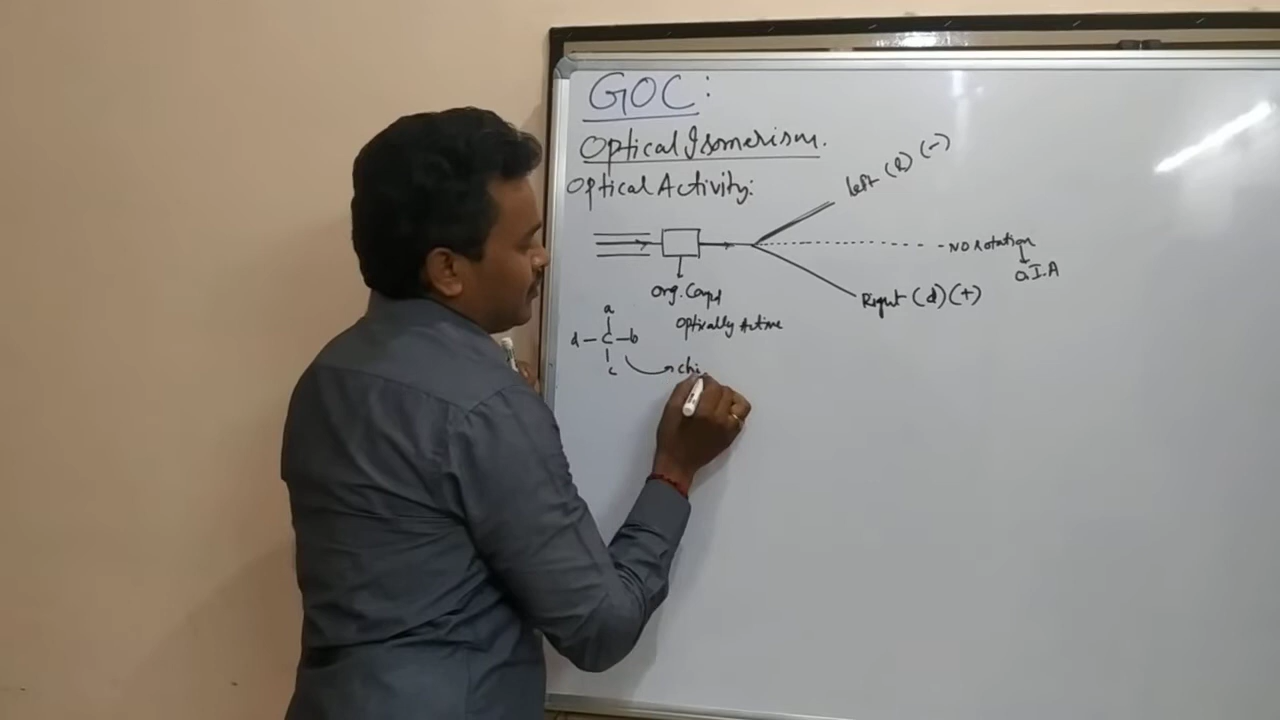 GOC:
Optical Isomerism.
Optical Activity:
left (l) (-)
NO Rotation
O.I.A
Right (d) (+)
org. Compd
Optically Active
a
d - C - b
c
chi